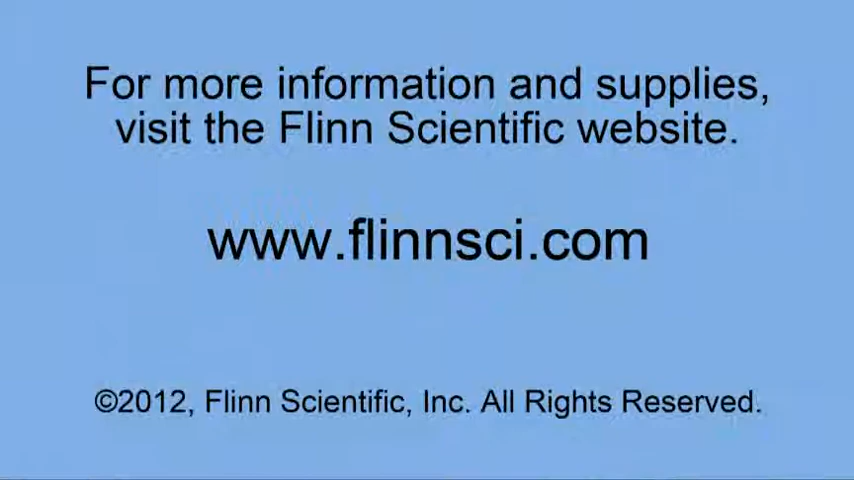 For more information and supplies,
visit the Flinn Scientific website.
www.flinnsci.com
©2012, Flinn Scientific, Inc. All Rights Reserved.